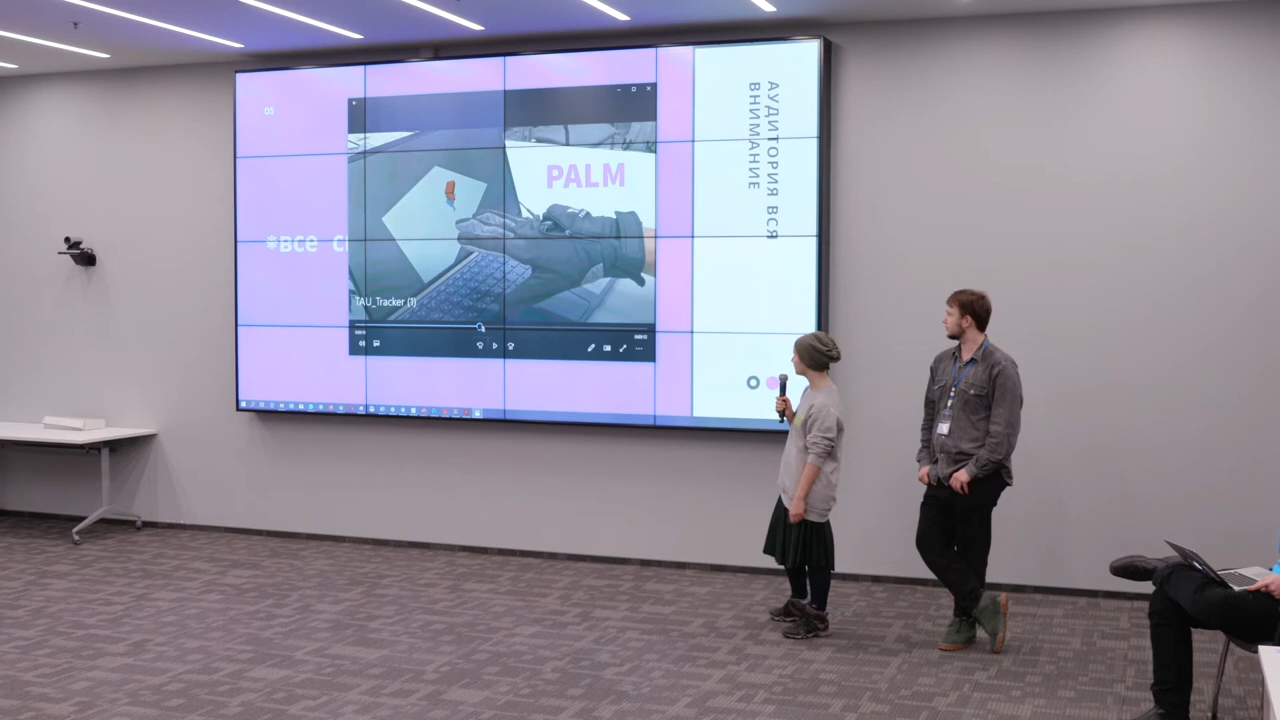 05
*все
PALM
TAU_Tracker (1)
АУДИТОРИЯ ВСЯ
ВНИМАНИЕ